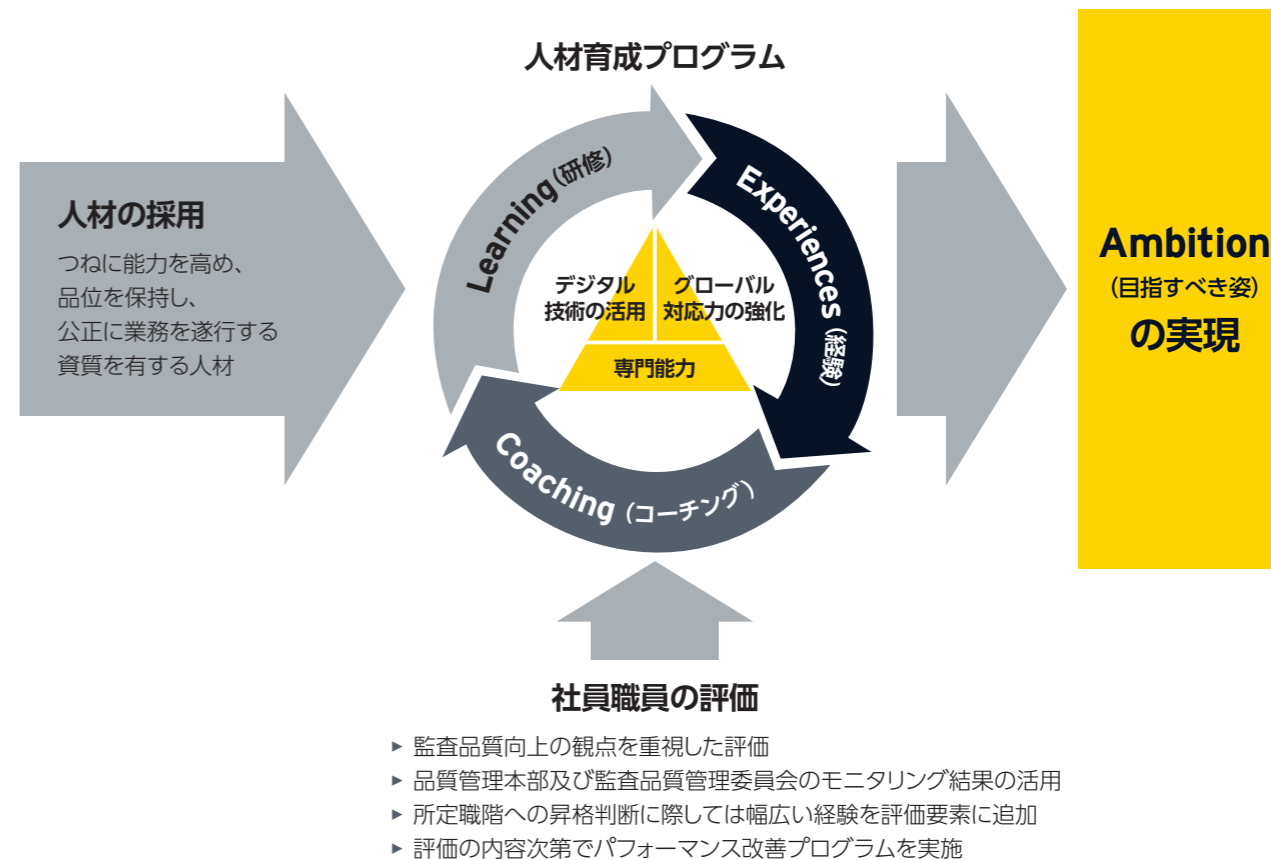 人材育成プログラム
人材の採用
つねに能力を高め、
品位を保持し、
公正に業務を遂行する
資質を有する人材
Learning(研修)
Experiences(経験)
Coaching(コーチング)
デジタル
技術の活用
グローバル
対応力の強化
専門能力
Ambition
(目指すべき姿)
の実現
社員職員の評価
▶ 監査品質向上の観点を重視した評価
▶ 品質管理本部及び監査品質管理委員会のモニタリング結果の活用
▶ 所定職階への昇格判断に際しては幅広い経験を評価要素に追加
▶ 評価の内容次第でパフォーマンス改善プログラムを実施